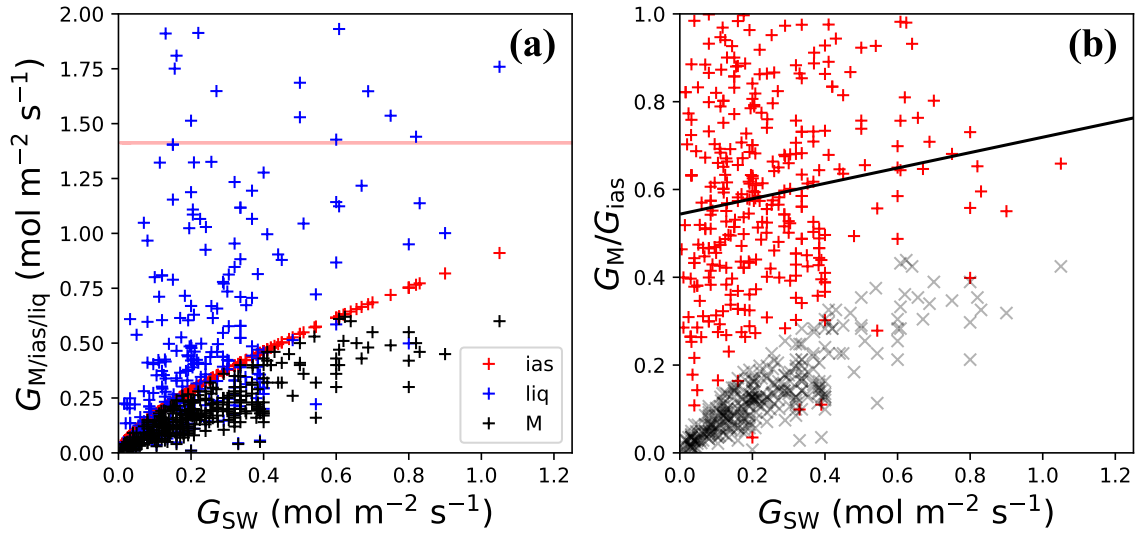 (a)
2.00
1.75
1.50
1.25
1.00
0.75
0.50
0.25
0.00
G_M/ias/liq (mol m⁻² s⁻¹)
ias
liq
M
0.0 0.2 0.4 0.6 0.8 1.0 1.2
G_SW (mol m⁻² s⁻¹)
(b)
1.0
0.8
0.6
0.4
0.2
0.0
G_M/G_ias
0.0 0.2 0.4 0.6 0.8 1.0 1.2
G_SW (mol m⁻² s⁻¹)